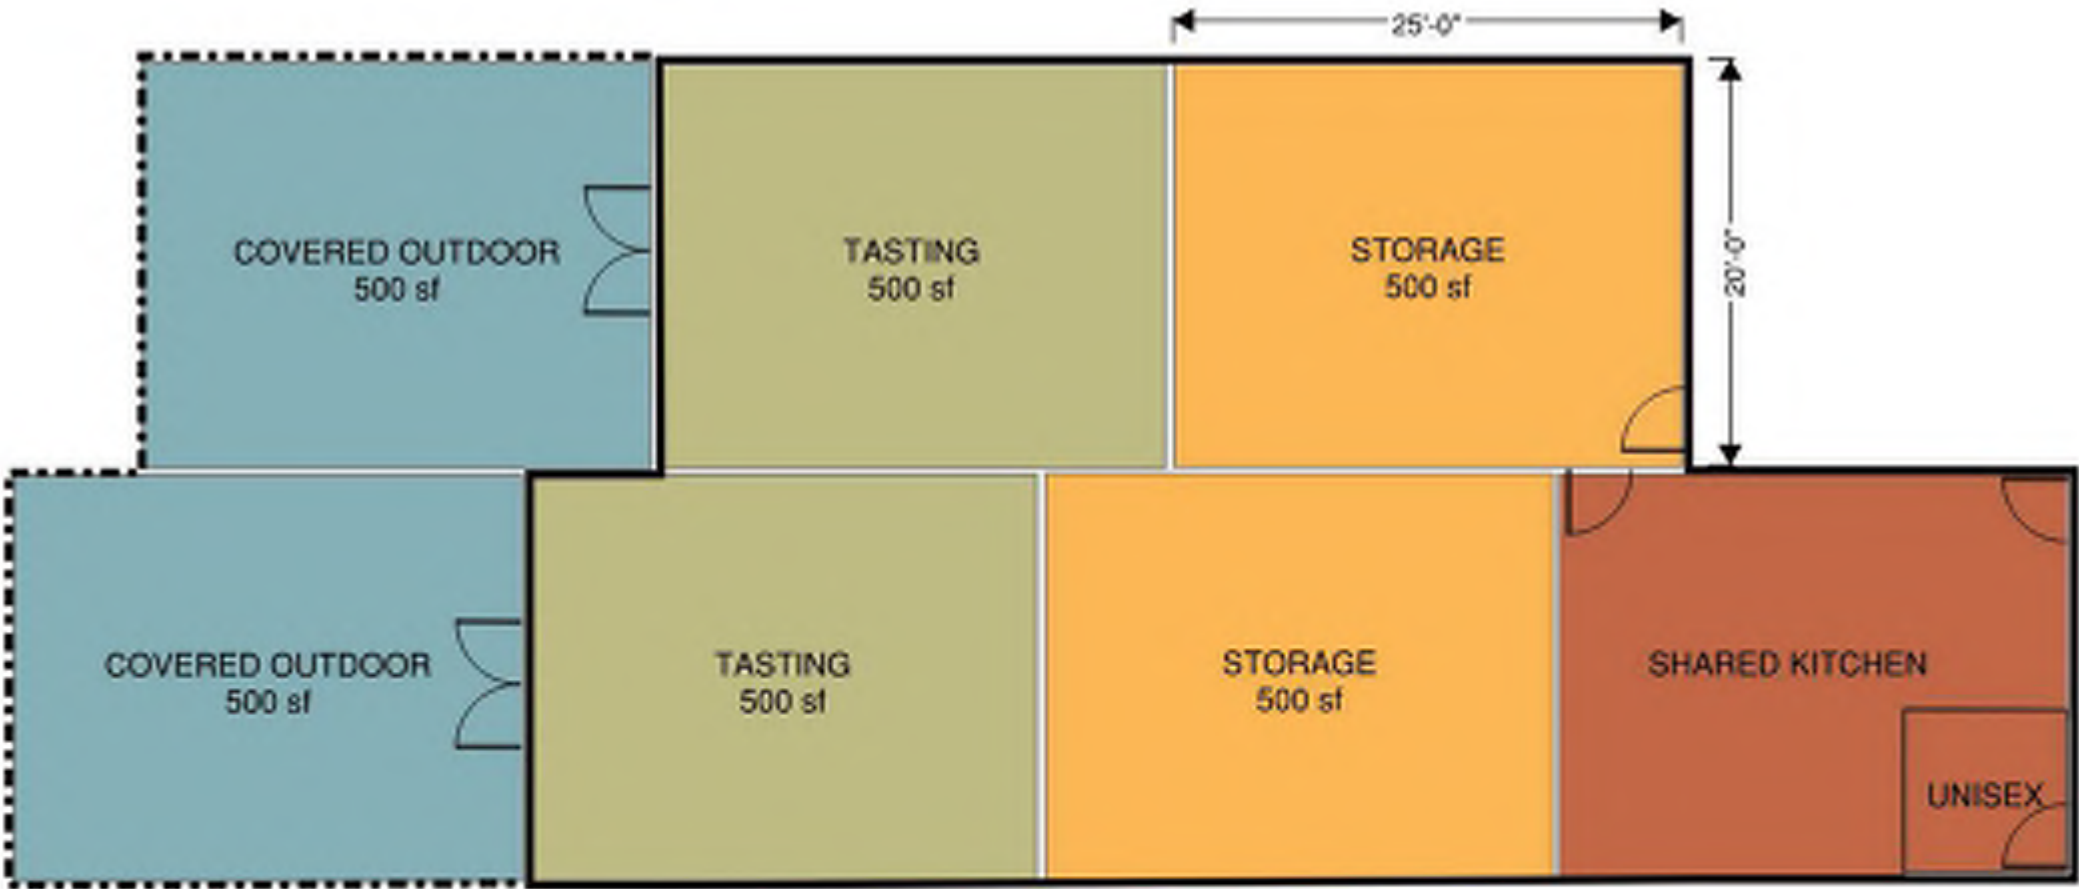 25'-0"
COVERED OUTDOOR
500 sf
TASTING
500 sf
STORAGE
500 sf
20'-0"
COVERED OUTDOOR
500 sf
TASTING
500 sf
STORAGE
500 sf
SHARED KITCHEN
UNISEX